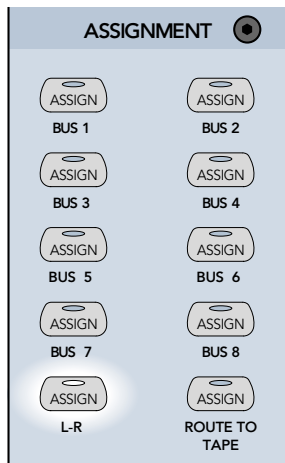 ASSIGNMENT
ASSIGN ASSIGN
BUS 1 BUS 2
ASSIGN ASSIGN
BUS 3 BUS 4
ASSIGN ASSIGN
BUS 5 BUS 6
ASSIGN ASSIGN
BUS 7 BUS 8
ASSIGN ASSIGN
L-R ROUTE TO
TAPE